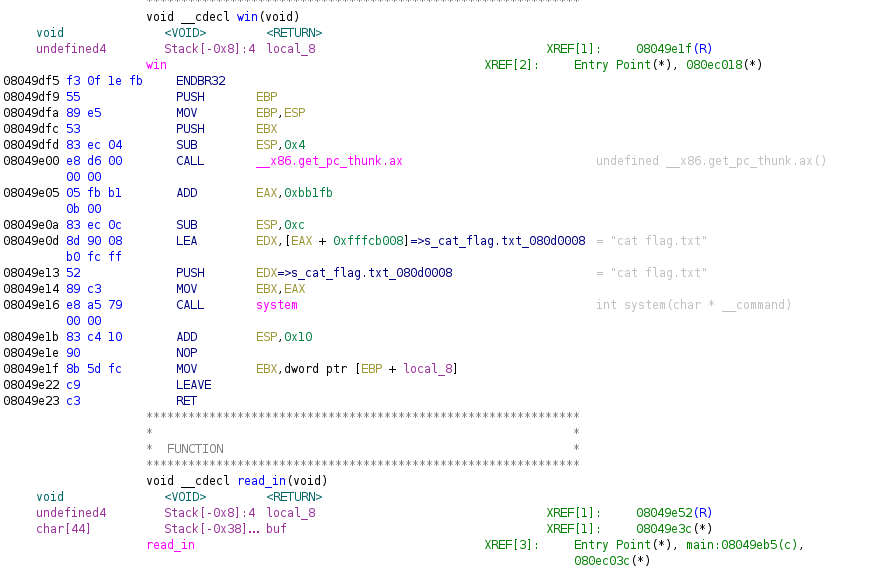 ************************************************************
void __cdecl win(void)
void <VOID> <RETURN>
undefined4 Stack[-0x8]:4 local_8 XREF[1]: 08049e1f(R)
win XREF[2]: Entry Point(*), 080ec018(*)
08049df5 f3 0f 1e fb ENDBR32
08049df9 55 PUSH EBP
08049dfa 89 e5 MOV EBP,ESP
08049dfc 53 PUSH EBX
08049dfd 83 ec 04 SUB ESP,0x4
08049e00 e8 d6 00 CALL __x86.get_pc_thunk.ax undefined __x86.get_pc_thunk.ax()
00 00
08049e05 05 fb b1 ADD EAX,0xbb1fb
0b 00
08049e0a 83 ec 0c SUB ESP,0xc
08049e0d 8d 90 08 LEA EDX,[EAX + 0xfffcb008]=>s_cat_flag.txt_080d0008 = "cat flag.txt"
b0 fc ff
08049e13 52 PUSH EDX=>s_cat_flag.txt_080d0008 = "cat flag.txt"
08049e14 89 c3 MOV EBX,EAX
08049e16 e8 a5 79 CALL system int system(char * __command)
00 00
08049e1b 83 c4 10 ADD ESP,0x10
08049e1e 90 NOP
08049e1f 8b 5d fc MOV EBX,dword ptr [EBP + local_8]
08049e22 c9 LEAVE
08049e23 c3 RET
************************************************************
* *
* FUNCTION *
************************************************************
void __cdecl read_in(void)
void <VOID> <RETURN>
undefined4 Stack[-0x8]:4 local_8 XREF[1]: 08049e52(R)
char[44] Stack[-0x38]... buf XREF[1]: 08049e3c(*)
read_in XREF[3]: Entry Point(*), main:08049eb5(c),
080ec03c(*)